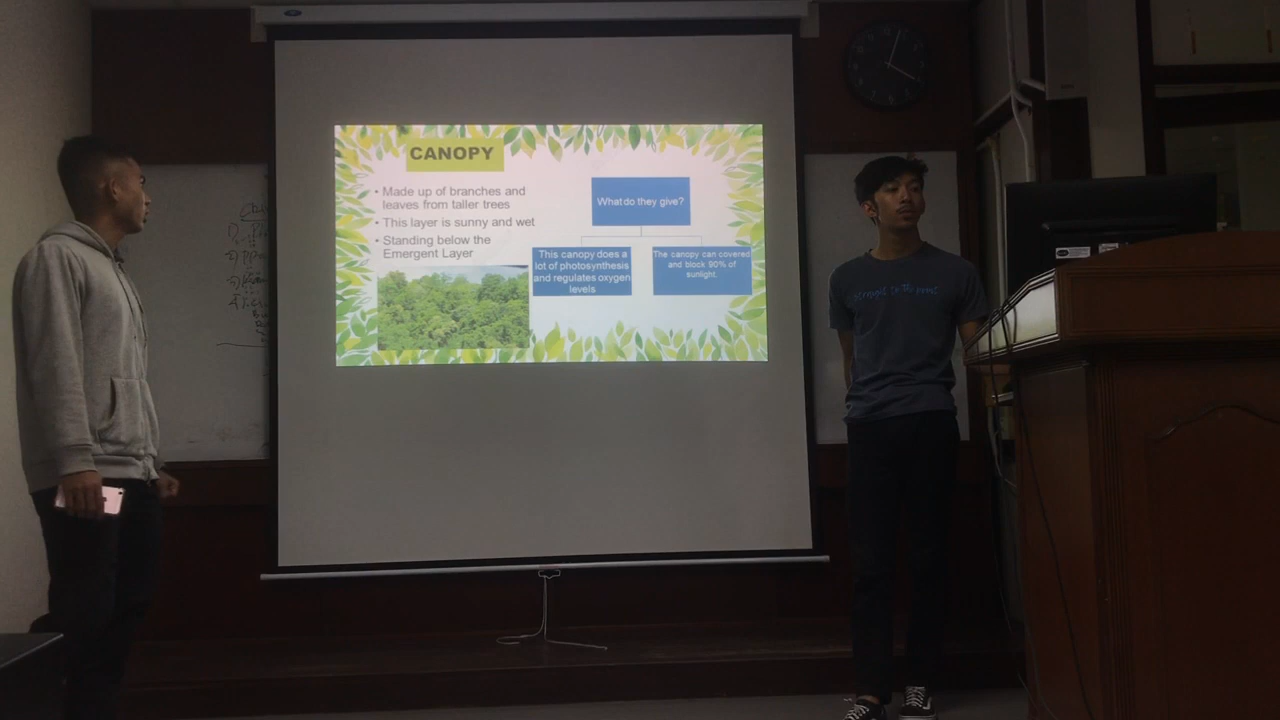 CANOPY
• Made up of branches and
leaves from taller trees
• This layer is sunny and wet
• Standing below the
Emergent Layer
What do they give?
This canopy does a
lot of photosynthesis
and regulates oxygen
levels
The canopy can covered
and block 90% of
sunlight.